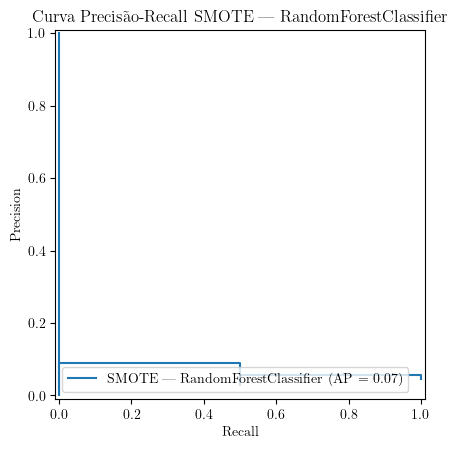 Curva Precisão-Recall SMOTE — RandomForestClassifier
1.0
0.8
0.6
0.4
0.2
0.0
Precision
SMOTE — RandomForestClassifier (AP = 0.07)
0.0 0.2 0.4 0.6 0.8 1.0
Recall